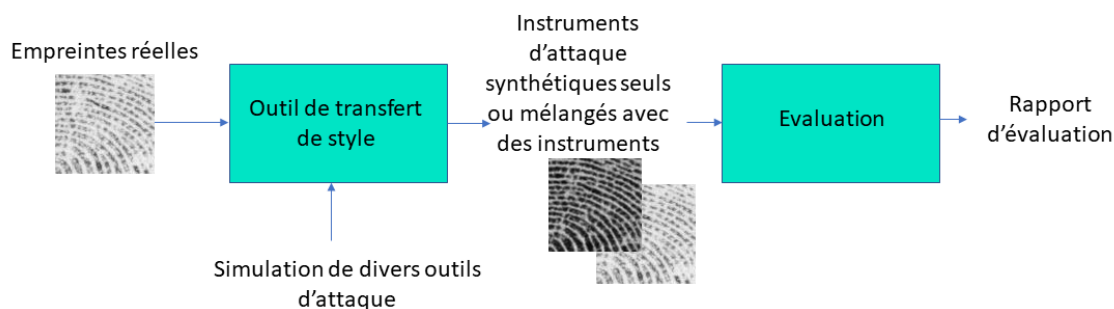 Empreintes réelles
Outil de transfert
de style
Simulation de divers outils
d'attaque
Instruments
d'attaque
synthétiques seuls
ou mélangés avec
des instruments
Evaluation
Rapport
d'évaluation